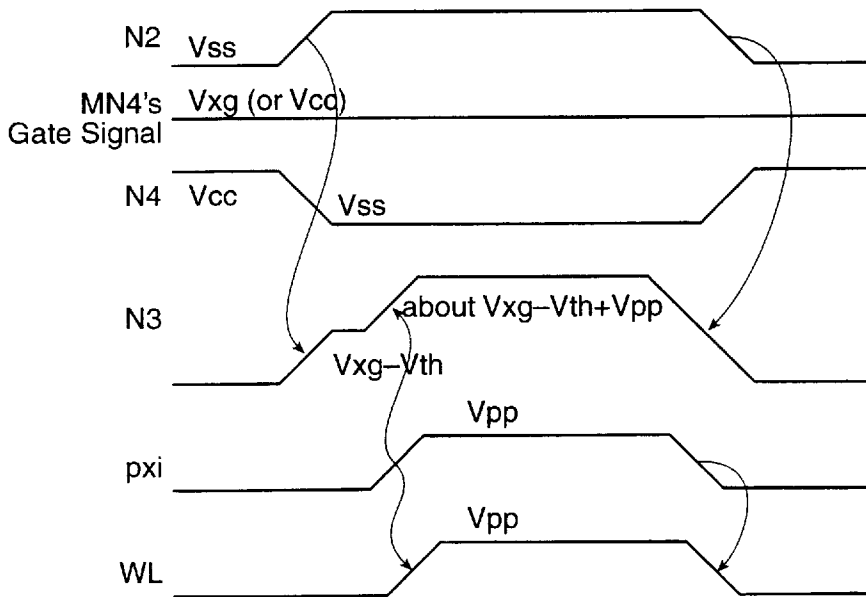 N2
Vss
MN4's
Gate Signal
Vxg (or Vcc)
N4
Vcc
Vss
N3
about Vxg–Vth+Vpp
Vxg–Vth
pxi
Vpp
WL
Vpp